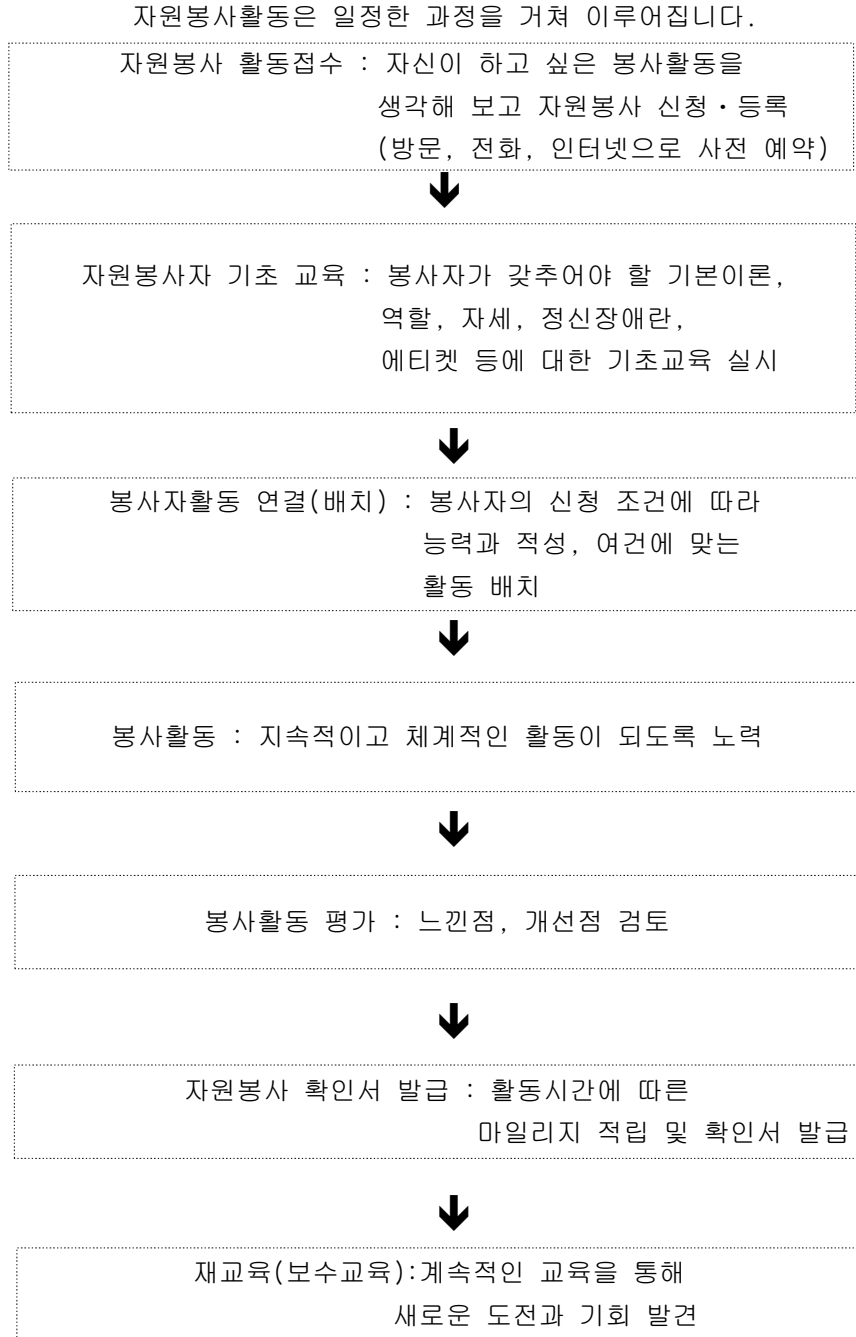 자원봉사활동은 일정한 과정을 거쳐 이루어집니다.
자원봉사 활동접수 : 자신이 하고 싶은 봉사활동을
생각해 보고 자원봉사 신청・등록
(방문, 전화, 인터넷으로 사전 예약)
자원봉사자 기초 교육 : 봉사자가 갖추어야 할 기본이론,
역할, 자세, 정신장애란,
에티켓 등에 대한 기초교육 실시
봉사자활동 연결(배치) : 봉사자의 신청 조건에 따라
능력과 적성, 여건에 맞는
활동 배치
봉사활동 : 지속적이고 체계적인 활동이 되도록 노력
봉사활동 평가 : 느낀점, 개선점 검토
자원봉사 확인서 발급 : 활동시간에 따른
마일리지 적립 및 확인서 발급
재교육(보수교육):계속적인 교육을 통해
새로운 도전과 기회 발견